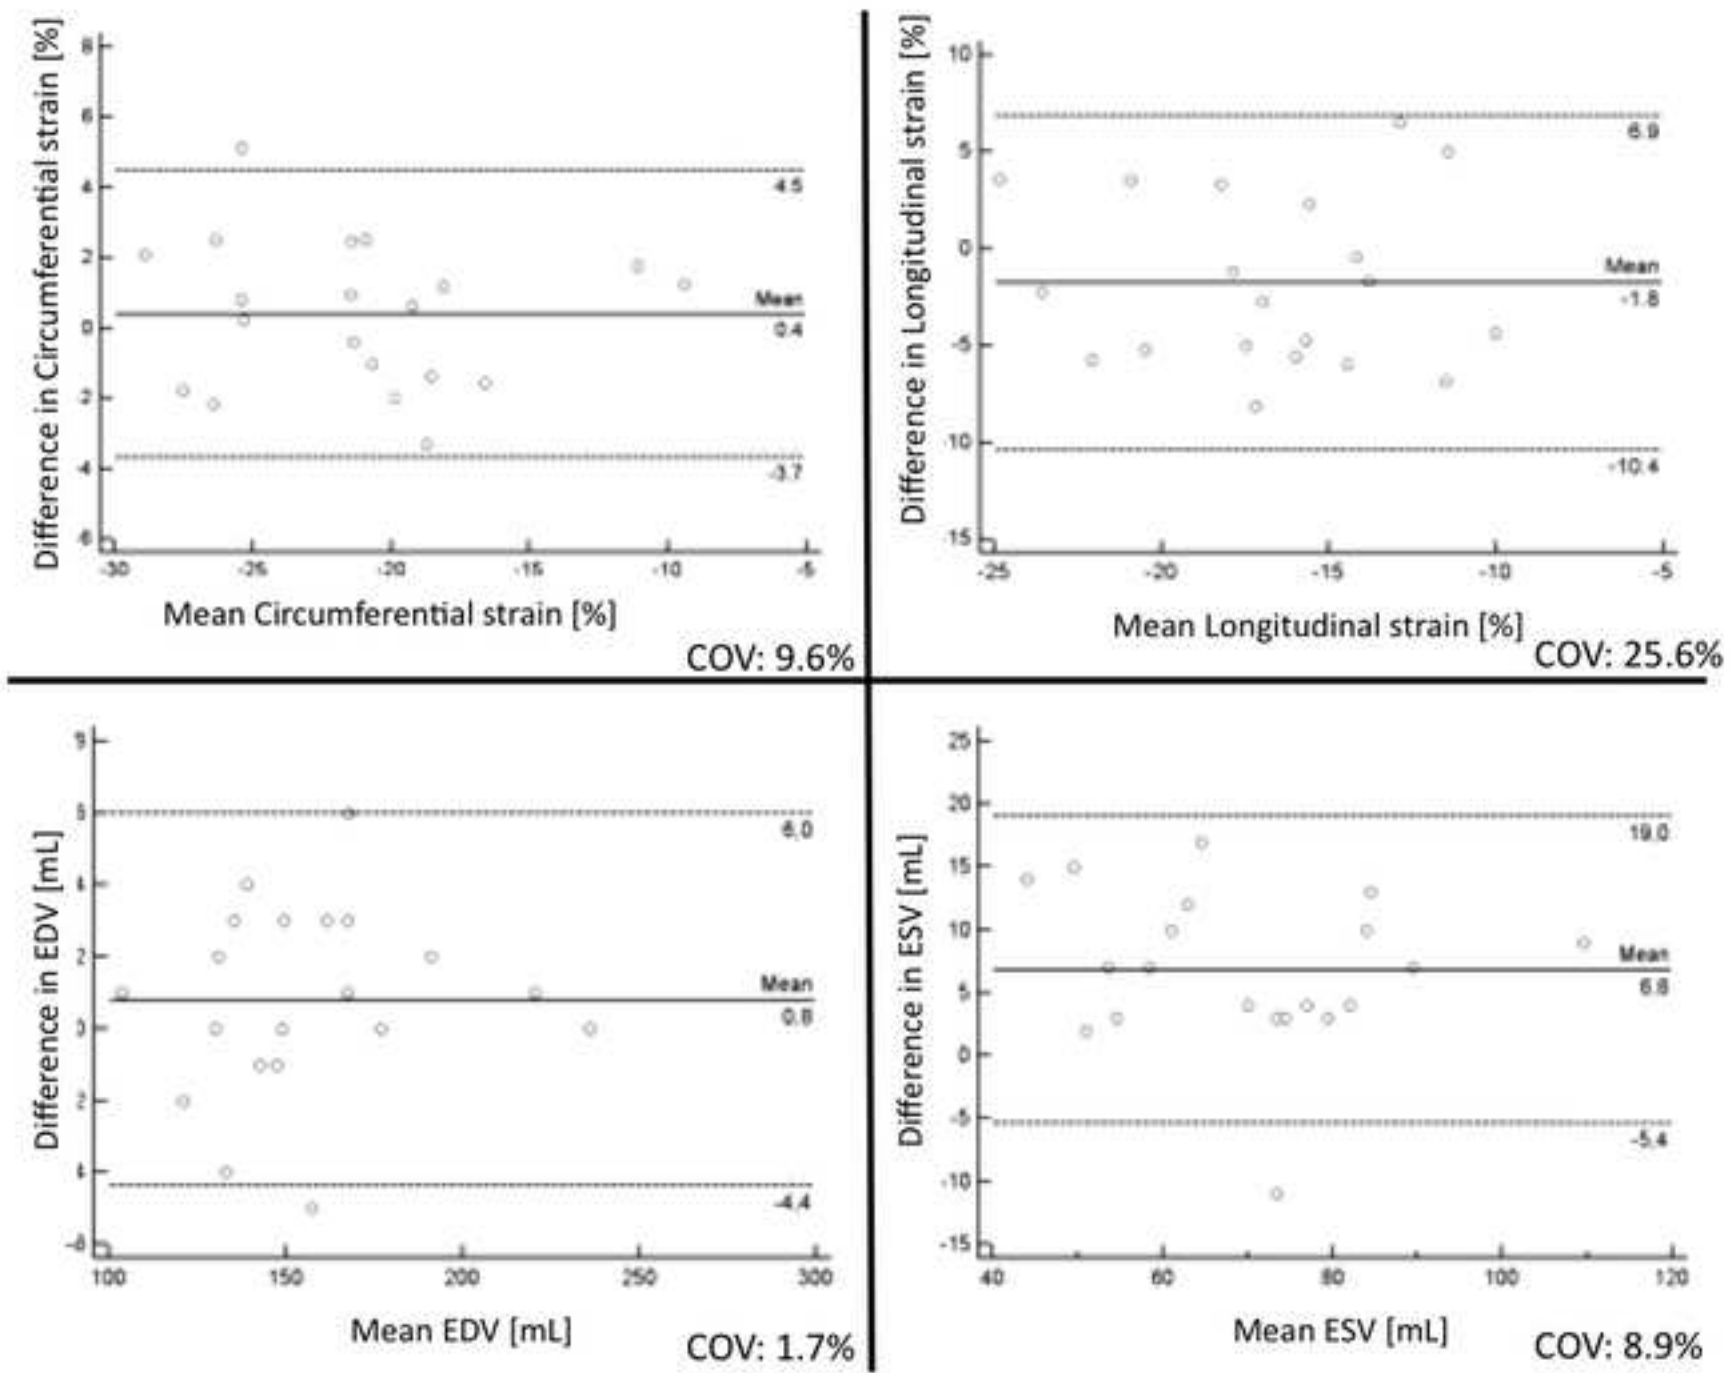 Difference in Circumferential strain [%]
8
6
4
2
0
2
-4
-6
4.5
Mean
0.4
-3.7
-30 -25 -20 -15 -10 -5
Mean Circumferential strain [%]
COV: 9.6%
Difference in Longitudinal strain [%]
10
5
0
-5
-10
15
6.9
Mean
-1.8
-10.4
-25 -20 -15 -10 -5
Mean Longitudinal strain [%]
COV: 25.6%
Difference in EDV [mL]
4
2
0
2
6,0
Mean
0,8
-4,4
100 150 200 250 300
Mean EDV [mL]
COV: 1.7%
Difference in ESV [mL]
25
20
15
10
5
0
-5
-10
-15
19,0
Mean
6,8
-5,4
40 60 80 100 120
Mean ESV [mL]
COV: 8.9%